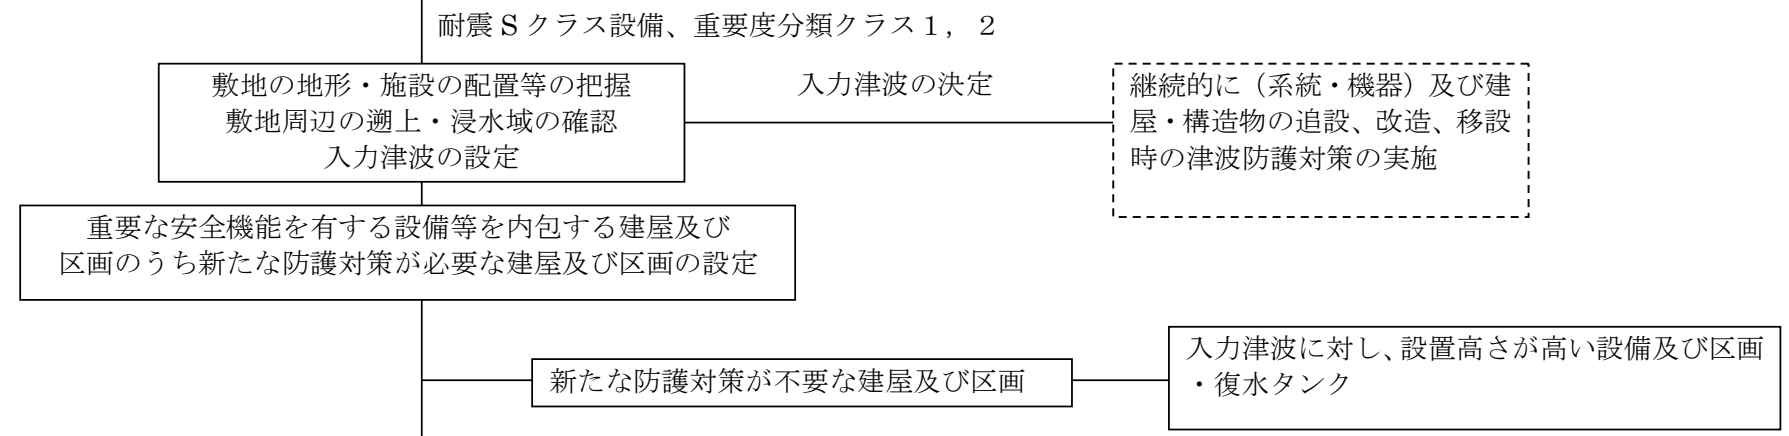 耐震 S クラス設備、重要度分類クラス１，２
敷地の地形・施設の配置等の把握
敷地周辺の遡上・浸水域の確認
入力津波の設定
入力津波の決定
継続的に（系統・機器）及び建
屋・構造物の追設、改造、移設
時の津波防護対策の実施
重要な安全機能を有する設備等を内包する建屋及び
区画のうち新たな防護対策が必要な建屋及び区画の設定
新たな防護対策が不要な建屋及び区画
入力津波に対し、設置高さが高い設備及び区画
・復水タンク